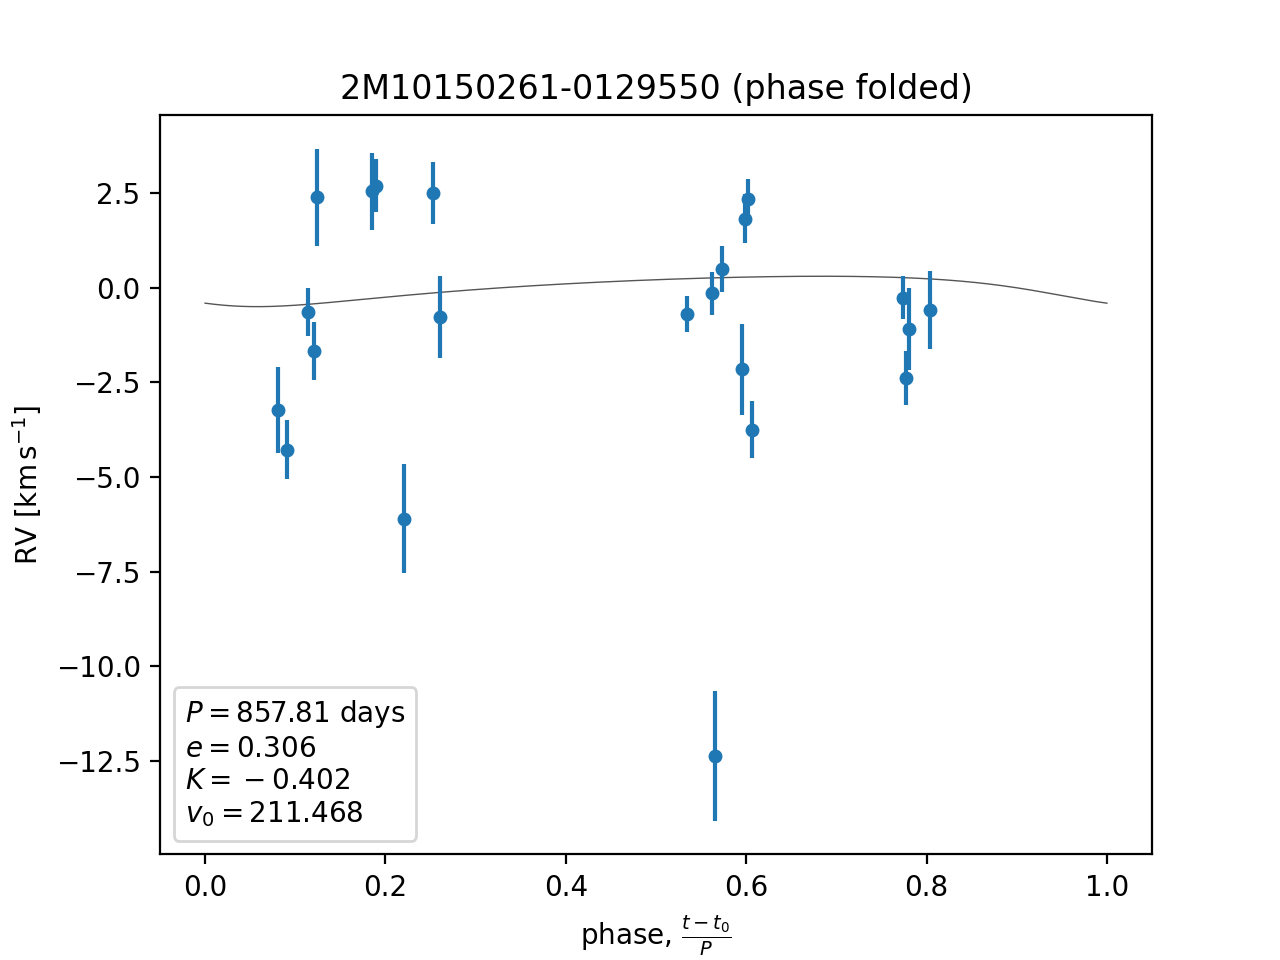 2M10150261-0129550 (phase folded)
RV [km s⁻¹]
2.5
0.0
−2.5
−5.0
−7.5
−10.0
−12.5
P = 857.81 days
e = 0.306
K = −0.402
v₀ = 211.468
0.0 0.2 0.4 0.6 0.8 1.0
phase, (t − t₀)/P